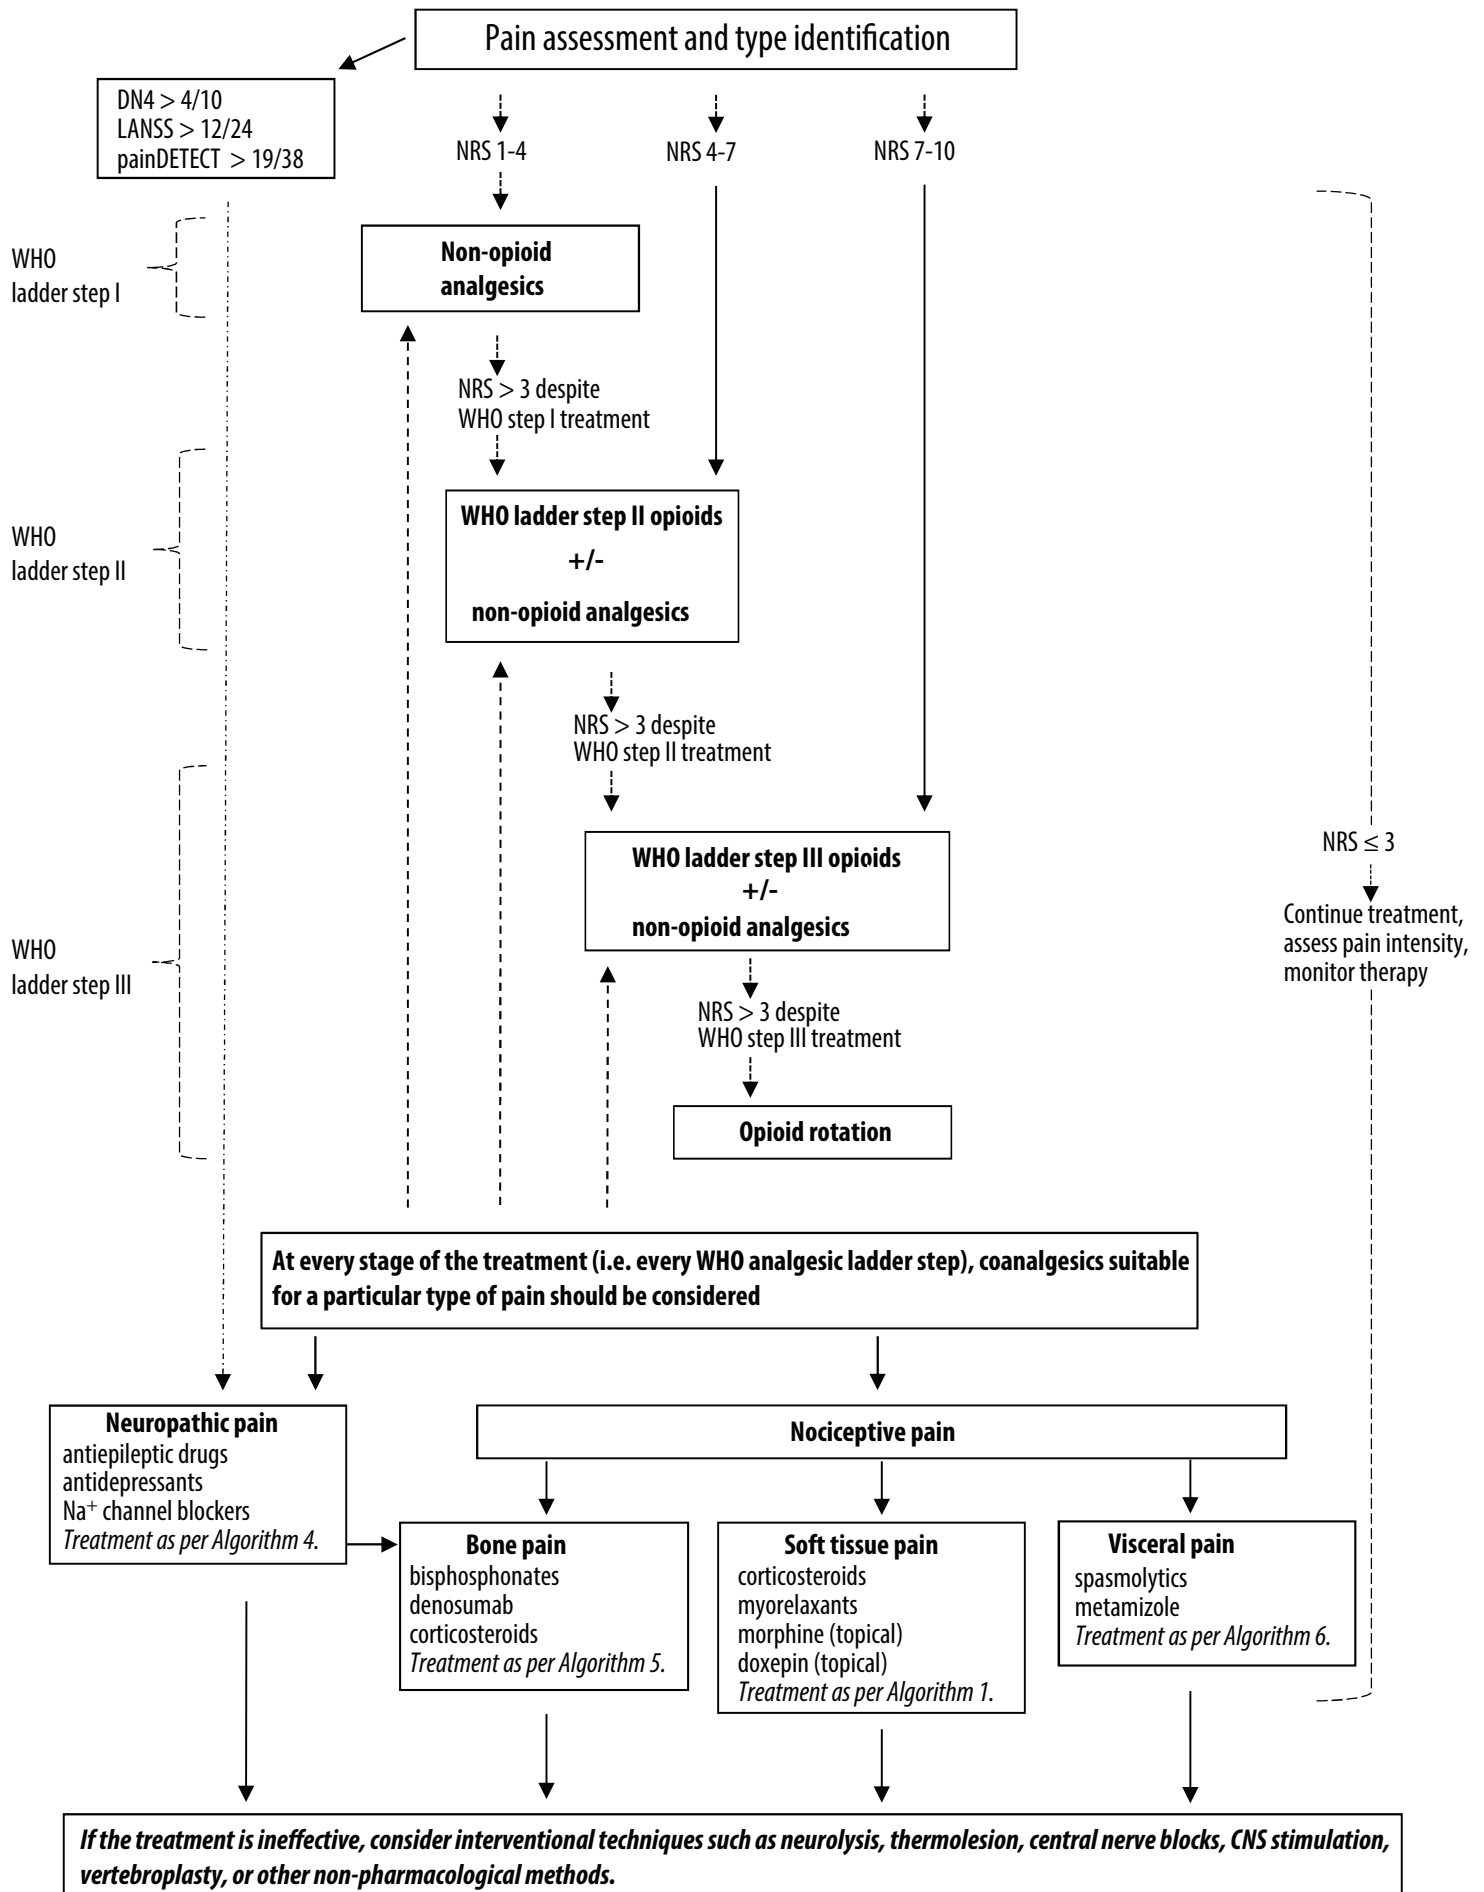 Pain assessment and type identification
DN4 > 4/10
LANSS > 12/24
painDETECT > 19/38
NRS 1-4
NRS 4-7
NRS 7-10
WHO
ladder step I
Non-opioid
analgesics
NRS > 3 despite
WHO step I treatment
WHO
ladder step II
WHO ladder step II opioids
+/-
non-opioid analgesics
NRS > 3 despite
WHO step II treatment
WHO
ladder step III
WHO ladder step III opioids
+/-
non-opioid analgesics
NRS > 3 despite
WHO step III treatment
Opioid rotation
NRS ≤ 3
Continue treatment,
assess pain intensity,
monitor therapy
At every stage of the treatment (i.e. every WHO analgesic ladder step), coanalgesics suitable
for a particular type of pain should be considered
Neuropathic pain
antiepileptic drugs
antidepressants
Na⁺ channel blockers
Treatment as per Algorithm 4.
Nociceptive pain
Bone pain
bisphosphonates
denosumab
corticosteroids
Treatment as per Algorithm 5.
Soft tissue pain
corticosteroids
myorelaxants
morphine (topical)
doxepin (topical)
Treatment as per Algorithm 1.
Visceral pain
spasmolytics
metamizole
Treatment as per Algorithm 6.
If the treatment is ineffective, consider interventional techniques such as neurolysis, thermolesion, central nerve blocks, CNS stimulation,
vertebroplasty, or other non-pharmacological methods.